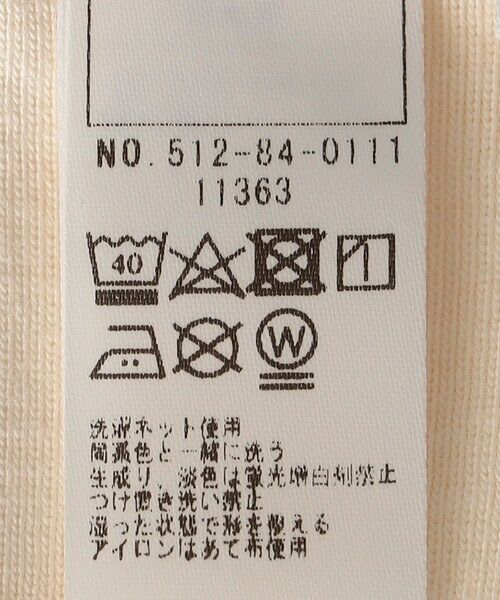 NO. 512-84-0111
11363
40
W
洗濯ネット使用
同系色と一緒に洗う
生成り、淡色は蛍光増白剤禁止
つけ置き洗い禁止
湿った状態で形を整える
アイロンはあて布使用